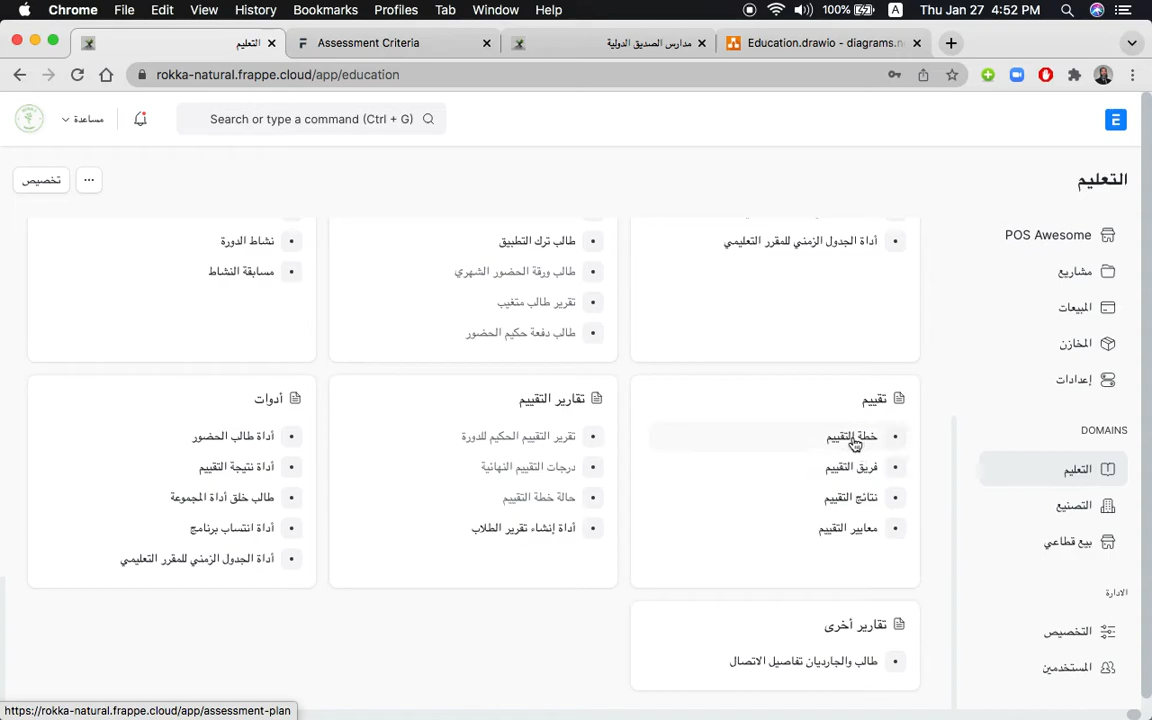 Chrome File Edit View History Bookmarks Profiles Tab Window Help 100% A Thu Jan 27 4:52 PM
التعليم
Assessment Criteria
مدارس الصديق الدولية
Education.drawio - diagrams.n
rokka-natural.frappe.cloud/app/education
مساعدة
Search or type a command (Ctrl + G)
E
التعليم
تخصيص
POS Awesome
مشاريع
المبيعات
المخازن
إعدادات
DOMAINS
التعليم
التصنيع
بيع قطاعي
الادارة
التخصيص
المستخدمين
أداة الجدول الزمني للمقرر التعليمي
طالب ترك التطبيق
طالب ورقة الحضور الشهري
تقرير طالب متغيب
طالب دفعة حكيم الحضور
نشاط الدورة
مسابقة النشاط
تقييم
خطة التقييم
فريق التقييم
نتائج التقييم
معايير التقييم
تقارير التقييم
تقرير التقييم الحكيم للدورة
درجات التقييم النهائية
حالة خطة التقييم
أداة إنشاء تقرير الطلاب
أدوات
أداة طالب الحضور
أداة نتيجة التقييم
طالب خلق أداة المجموعة
أداة انتساب برنامج
أداة الجدول الزمني للمقرر التعليمي
تقارير أخرى
طالب والجارديان تفاصيل الاتصال
https://rokka-natural.frappe.cloud/app/assessment-plan